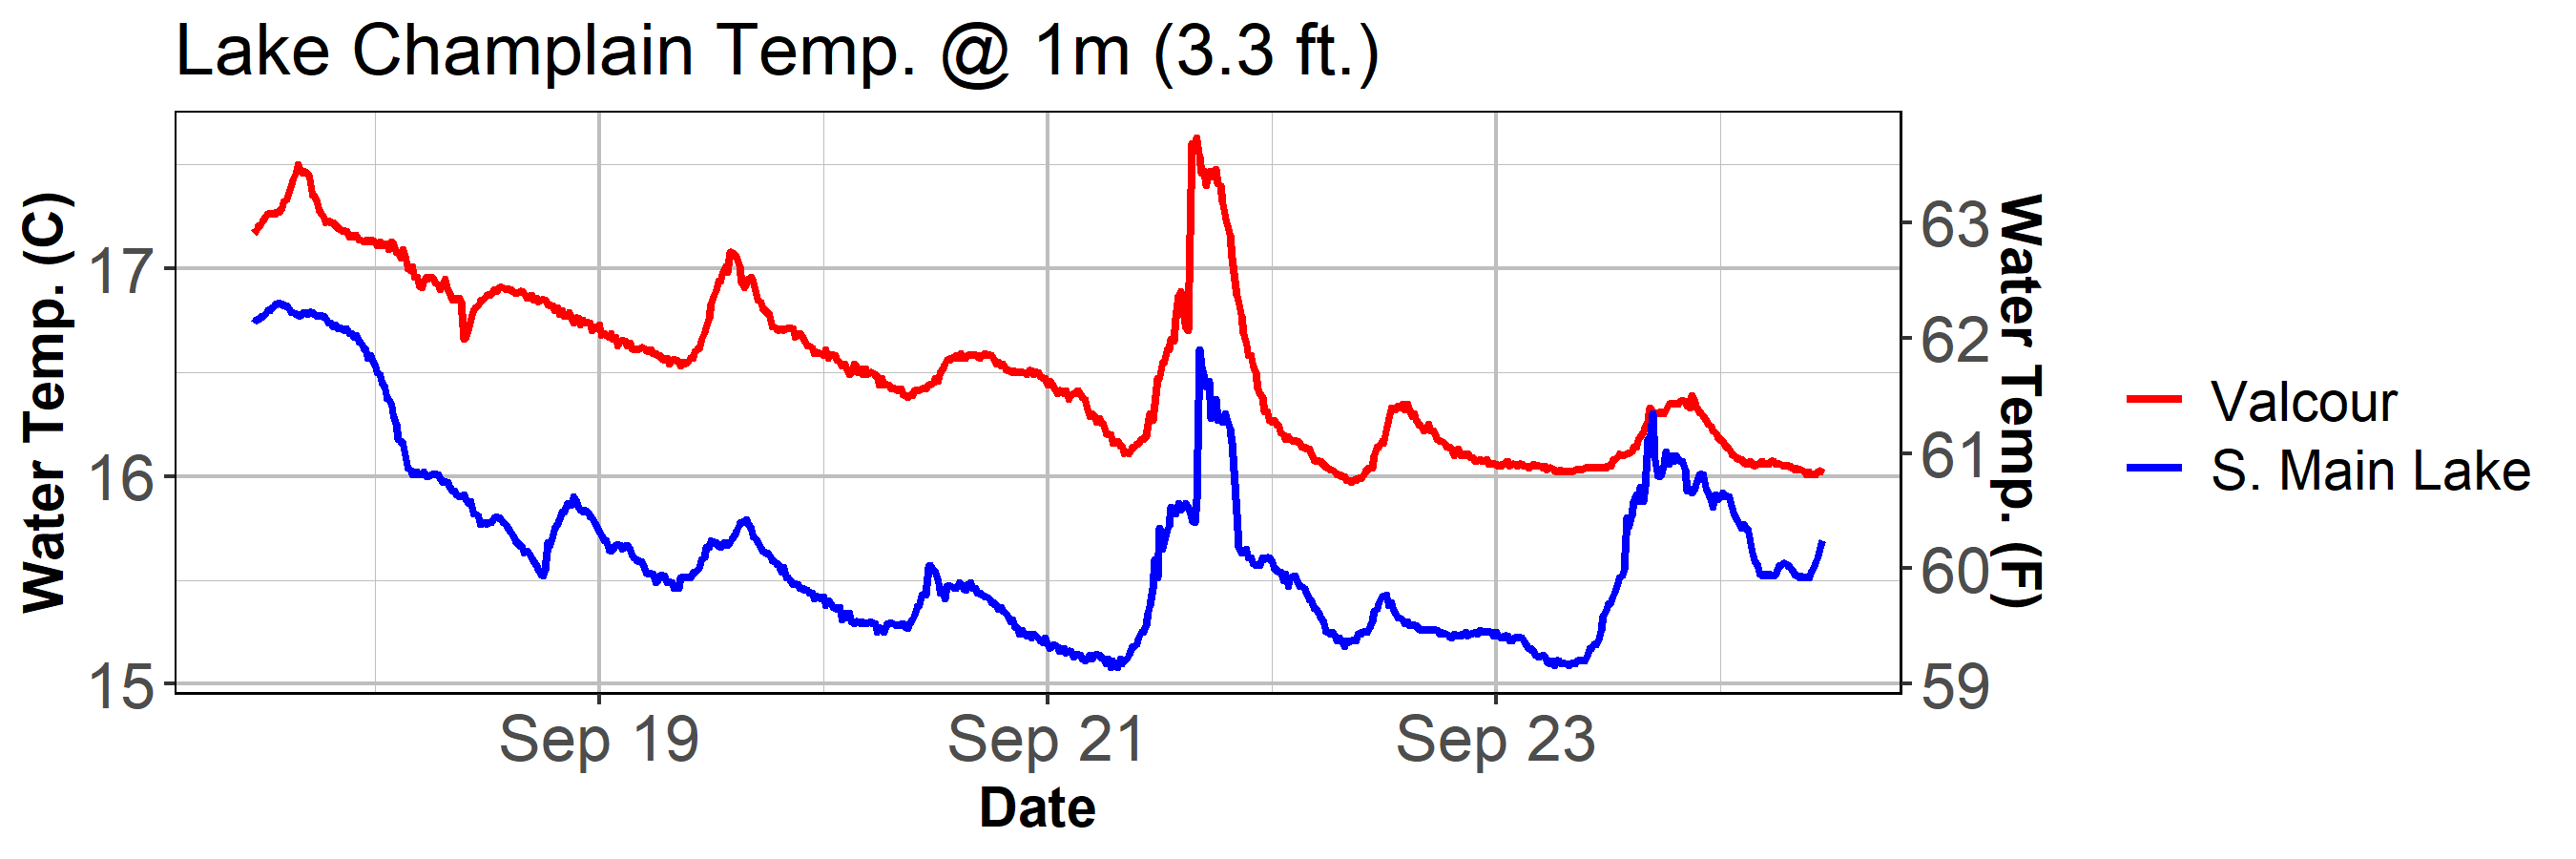 Lake Champlain Temp. @ 1m (3.3 ft.)
Water Temp. (C)
17
16
15
63
62
61
60
59
Water Temp. (F)
Sep 19
Sep 21
Sep 23
Date
Valcour
S. Main Lake